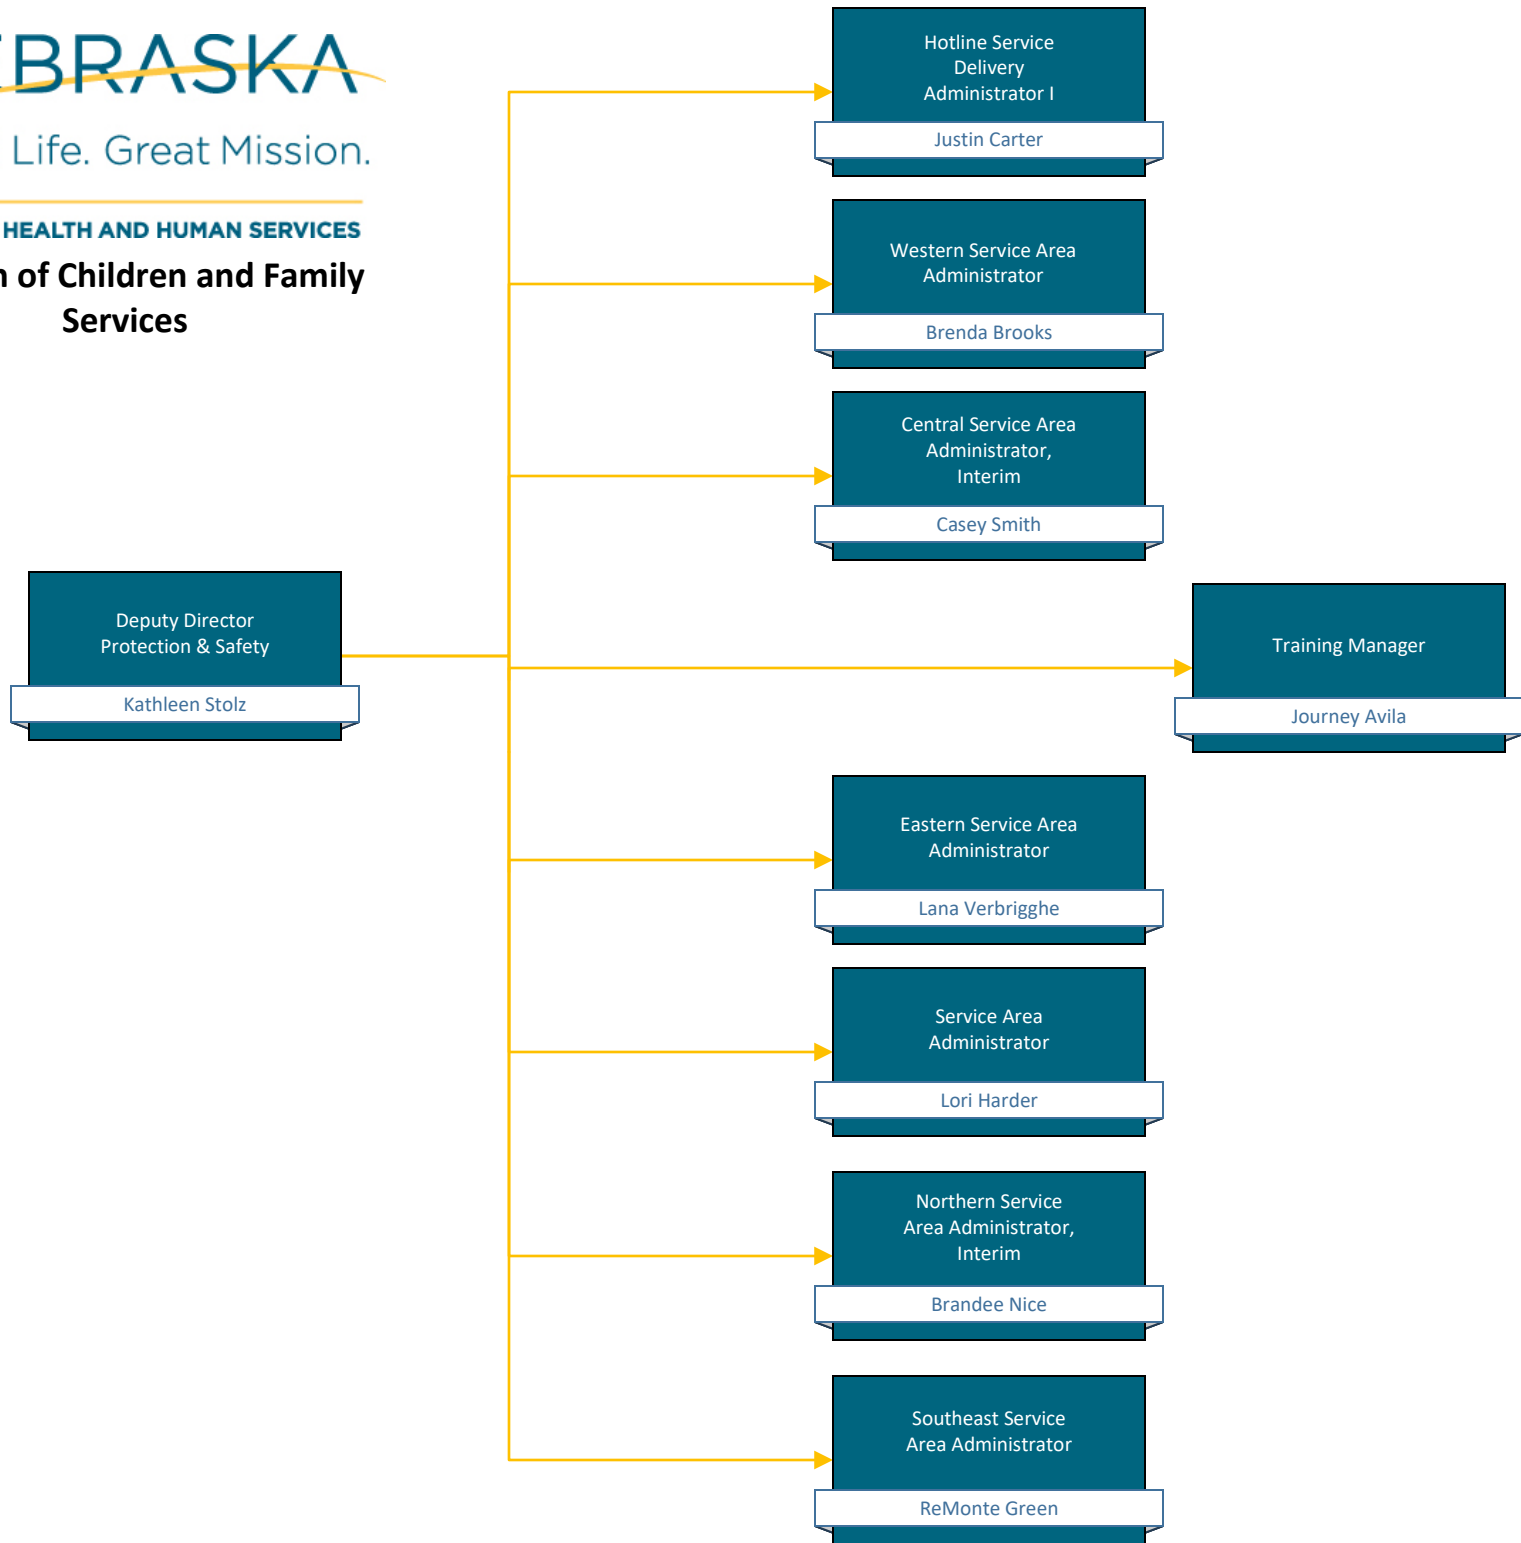 EBRASKA
Life. Great Mission.
HEALTH AND HUMAN SERVICES
of Children and Family
Services
Hotline Service
Delivery
Administrator I
Justin Carter
Western Service Area
Administrator
Brenda Brooks
Central Service Area
Administrator,
Interim
Casey Smith
Deputy Director
Protection & Safety
Kathleen Stolz
Training Manager
Journey Avila
Eastern Service Area
Administrator
Lana Verbrigghe
Service Area
Administrator
Lori Harder
Northern Service
Area Administrator,
Interim
Brandee Nice
Southeast Service
Area Administrator
ReMonte Green